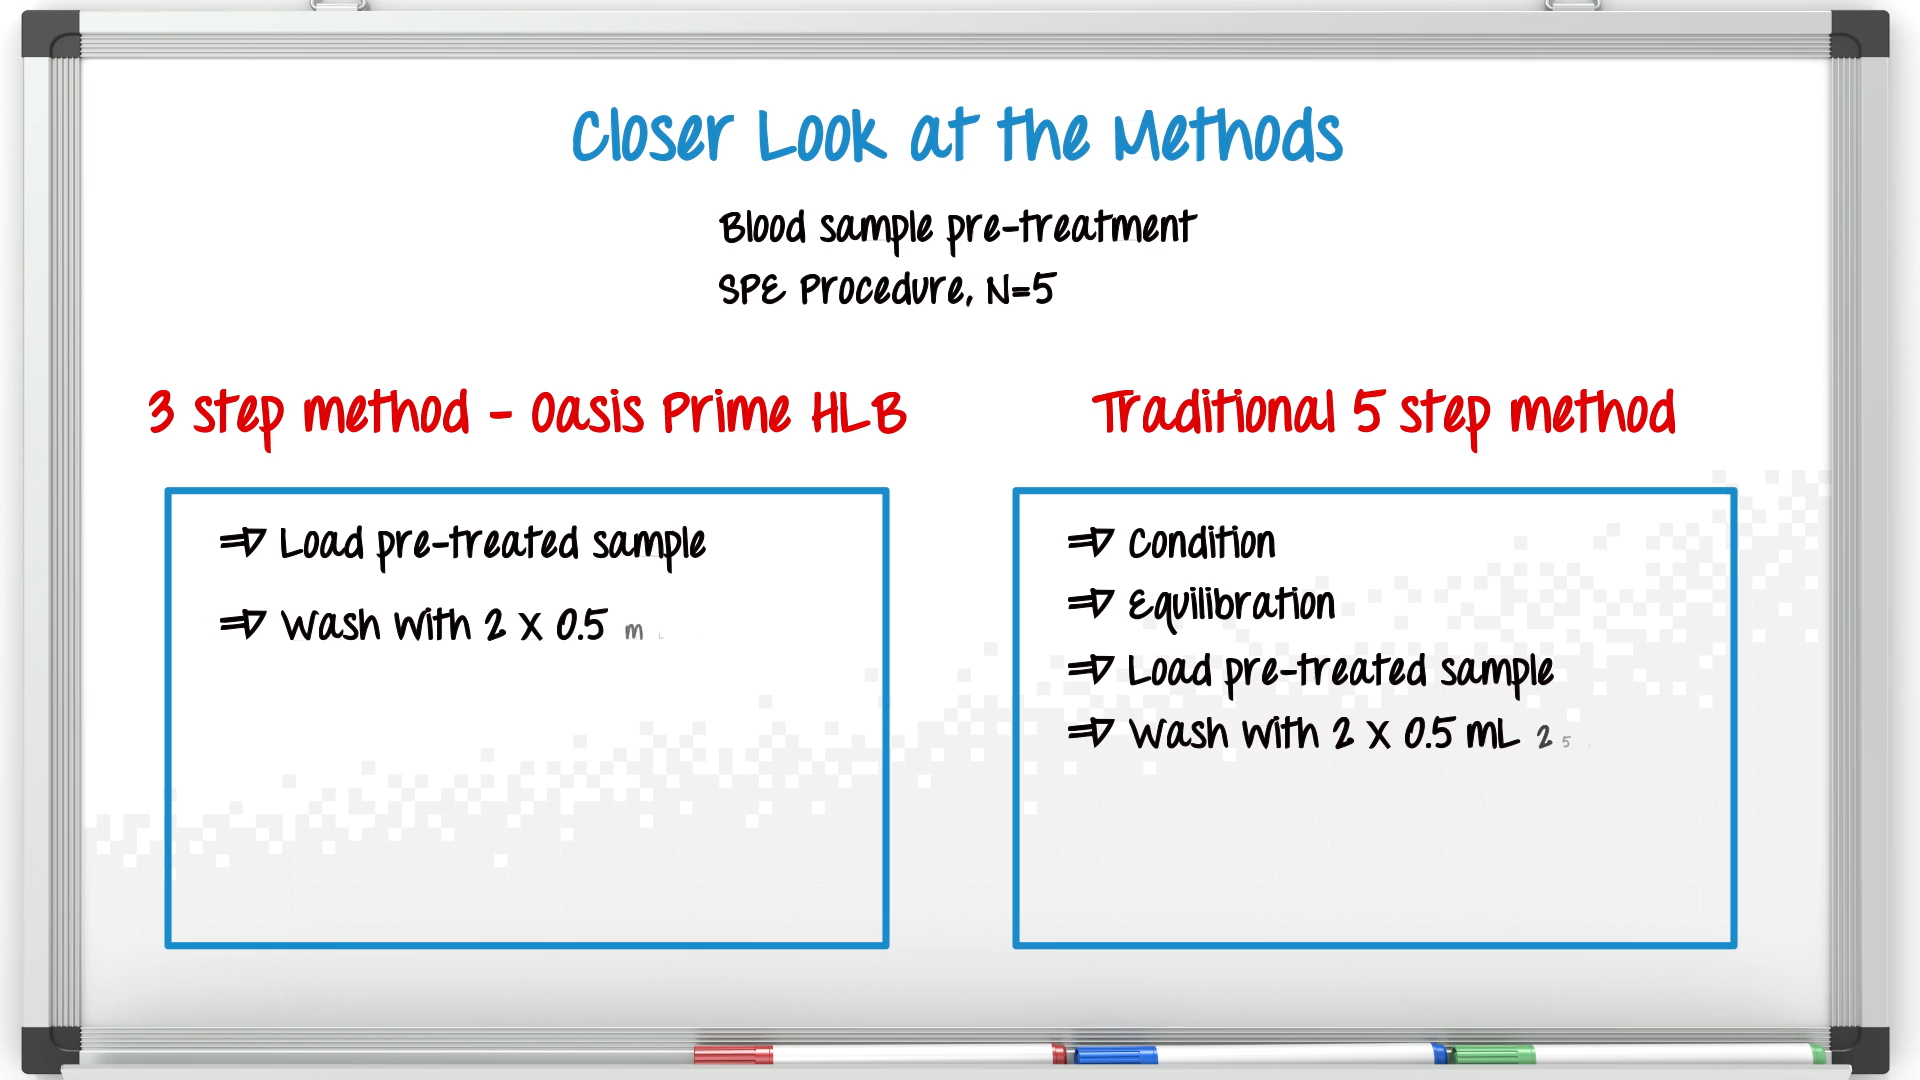 Closer Look at the Methods
Blood sample pre-treatment
SPE Procedure, N=5
3 step method - Oasis Prime HLB
⇒ Load pre-treated sample
⇒ Wash with 2 X 0.5 m
Traditional 5 step method
⇒ Condition
⇒ Equilibration
⇒ Load pre-treated sample
⇒ Wash with 2 X 0.5 mL 25